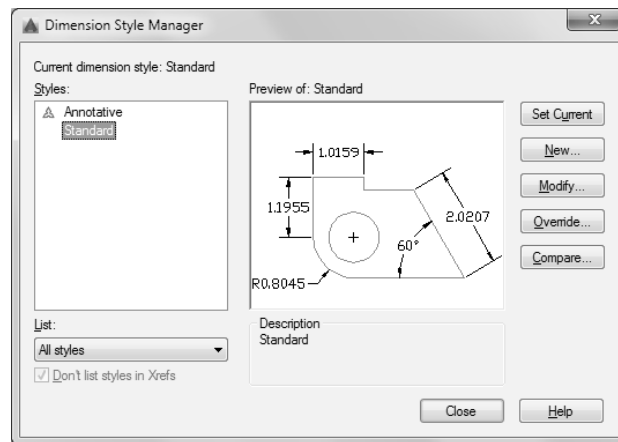 Dimension Style Manager
Current dimension style: Standard
Styles:
Annotative
Standard
List:
All styles
Don't list styles in Xrefs
Preview of: Standard
1.0159
1.1955
2.0207
60°
R0.8045
Description
Standard
Set Current
New...
Modify...
Override...
Compare...
Close
Help